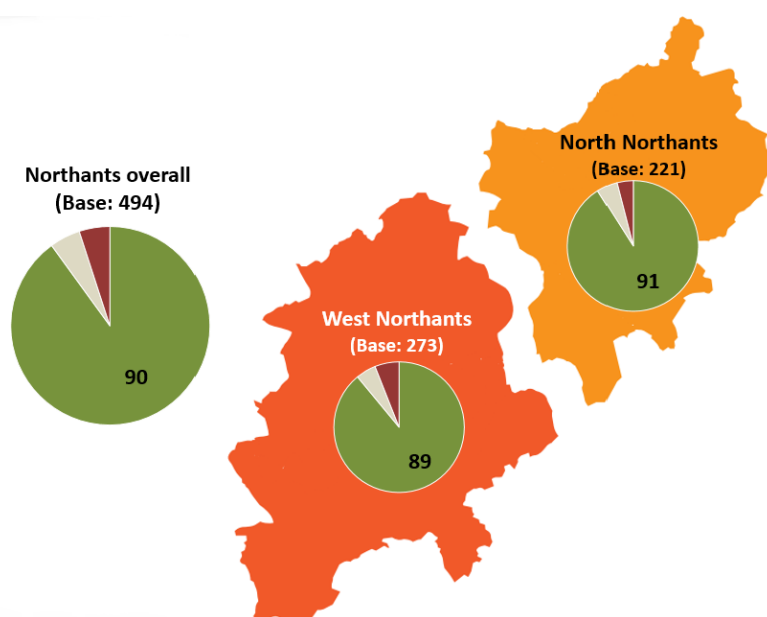 Northants overall
(Base: 494)
90
North Northants
(Base: 221)
91
West Northants
(Base: 273)
89